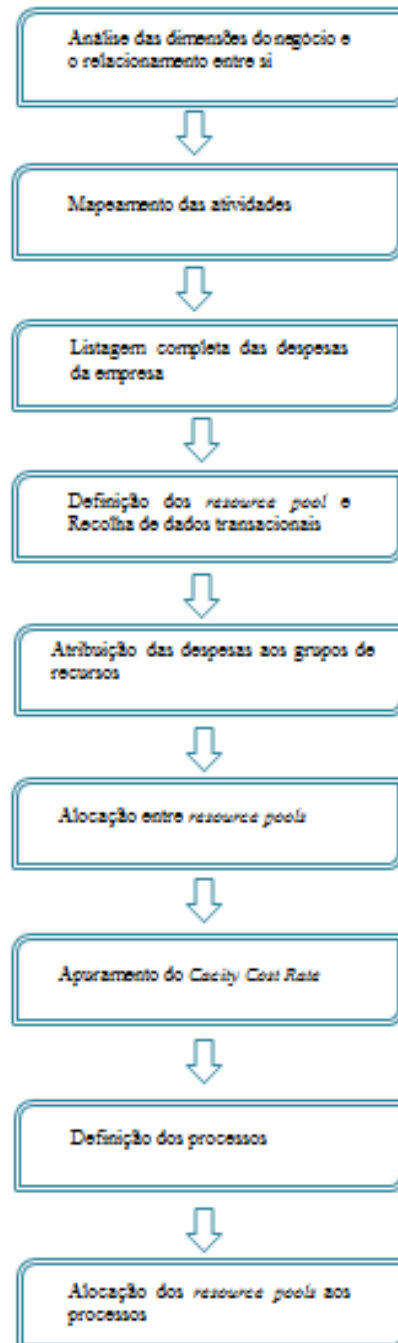 Análise das dimensões do negócio e
o relacionamento entre si
Mapeamento das atividades
Listagem completa das despesas
da empresa
Definição dos resource pool e
Recolha de dados transacionais
Atribuição das despesas aos grupos de
recursos
Alocação entre resource pools
Apuramento do Cacity Cost Rate
Definição dos processos
Alocação dos resource pools aos
processos